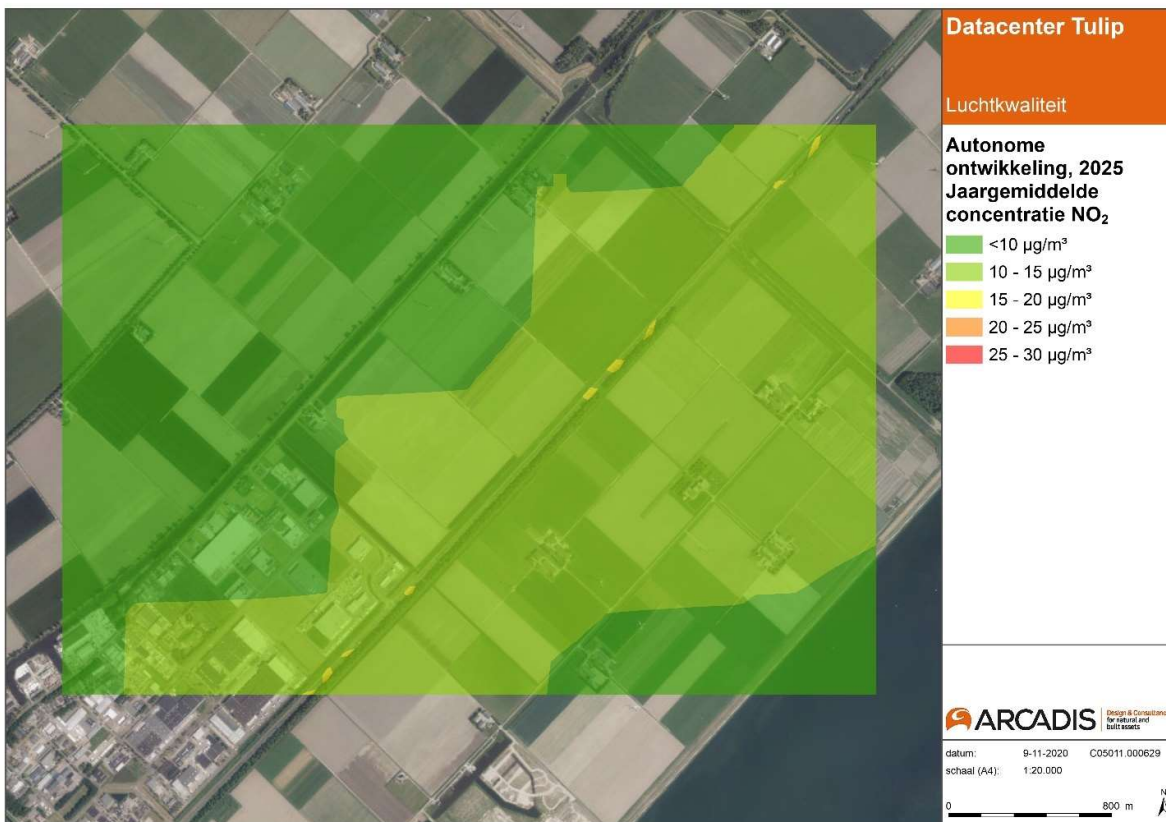 Datacenter Tulip
Luchtkwaliteit
Autonome
ontwikkeling, 2025
Jaargemiddelde
concentratie NO₂
<10 µg/m³
10 - 15 µg/m³
15 - 20 µg/m³
20 - 25 µg/m³
25 - 30 µg/m³
ARCADIS
Design & Consultancy
for natural and
built assets
datum: 9-11-2020 C05011.000629
schaal (A4): 1:20.000
0 800 m
N